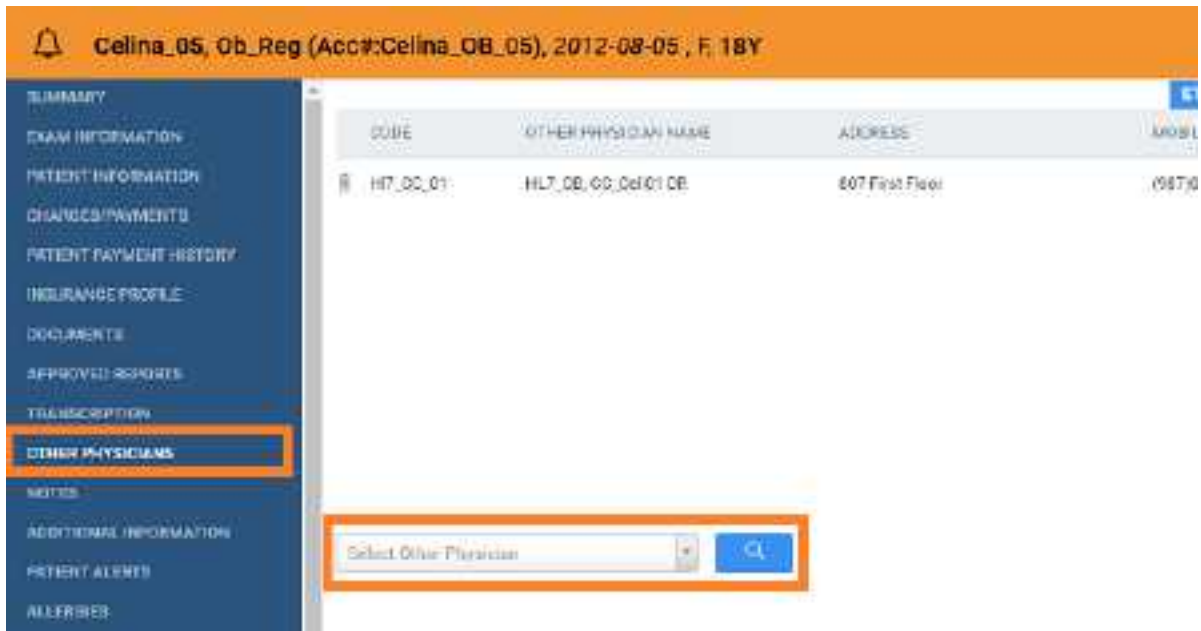 Celina_05, Ob_Reg (Acc#:Celina_OB_05), 2012-08-05 , F, 18Y
SUMMARY
EXAM INFORMATION
PATIENT INFORMATION
CHARGES/PAYMENTS
PATIENT PAYMENT HISTORY
INSURANCE PROFILE
DOCUMENTS
APPROVED REPORTS
TRANSCRIPTION
OTHER PHYSICIANS
NOTES
ADDITIONAL INFORMATION
PATIENT ALERTS
ALLERGIES
CODE OTHER PHYSICIAN NAME ADDRESS
607 First Floor
Select Other Physician